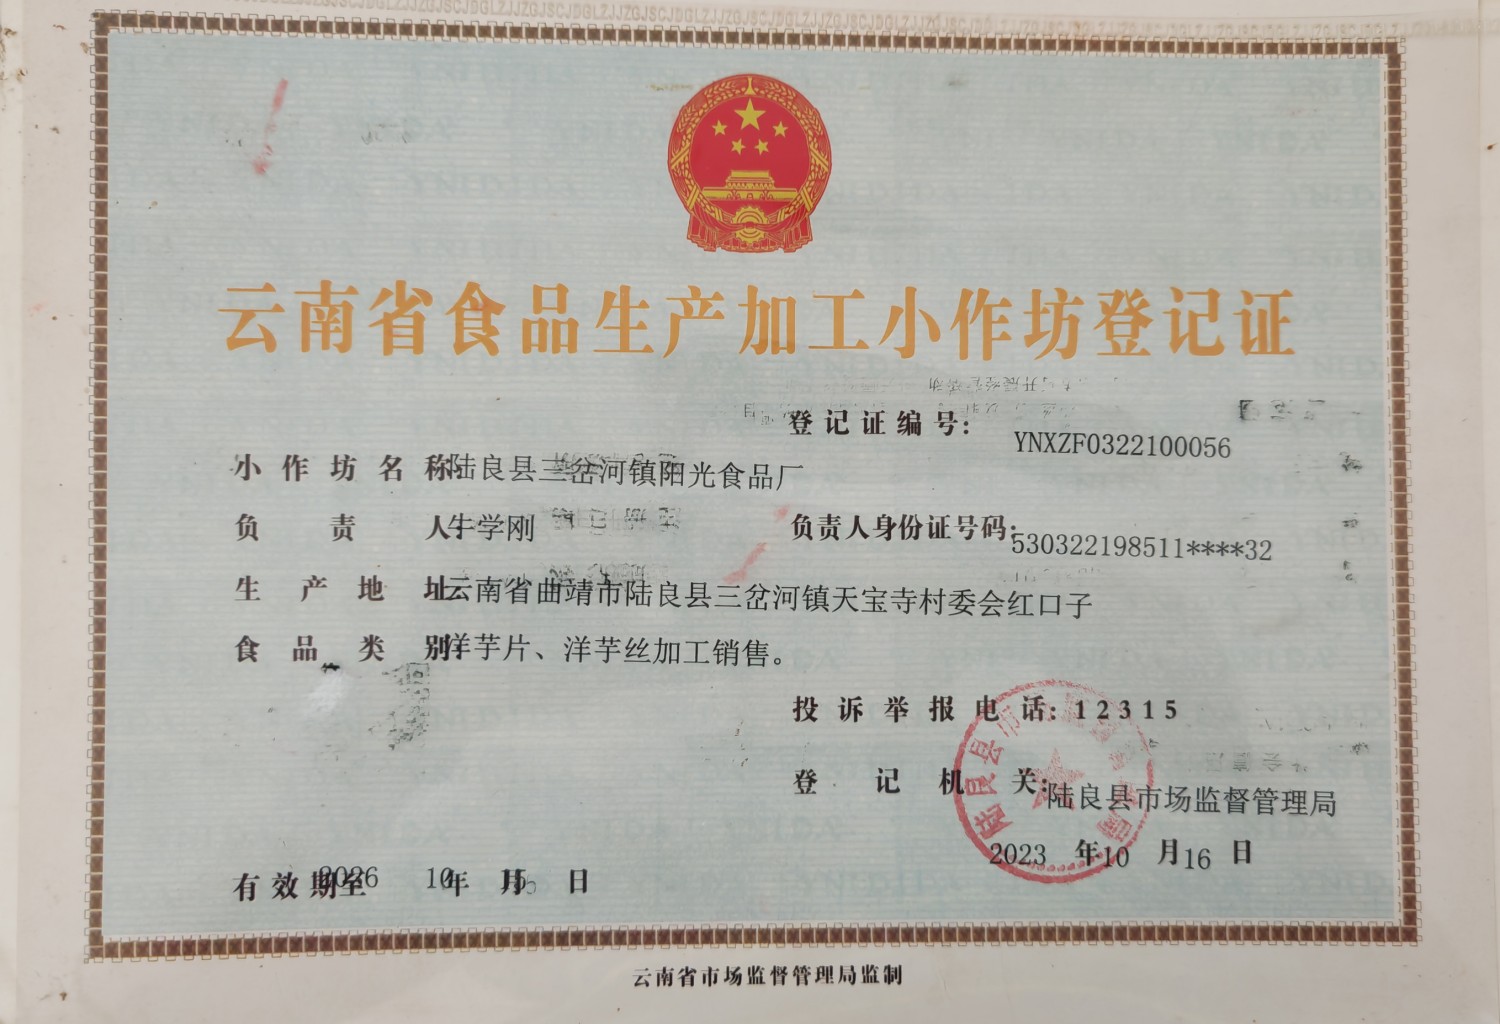 云南省食品生产加工小作坊登记证
登记证编号: YNXZF0322100056
小作坊名称: 陆良县三岔河镇阳光食品厂
负责人: 牛学刚 负责人身份证号码: 530322198511****32
生产地址: 云南省曲靖市陆良县三岔河镇天宝寺村委会红口子
食品类别: 洋芋片、洋芋丝加工销售。
投诉举报电话: 12315
登记机关: 陆良县市场监督管理局
2023 年 10 月 16 日
有效期至 2026 10 年 月 15 日
云南省市场监督管理局监制